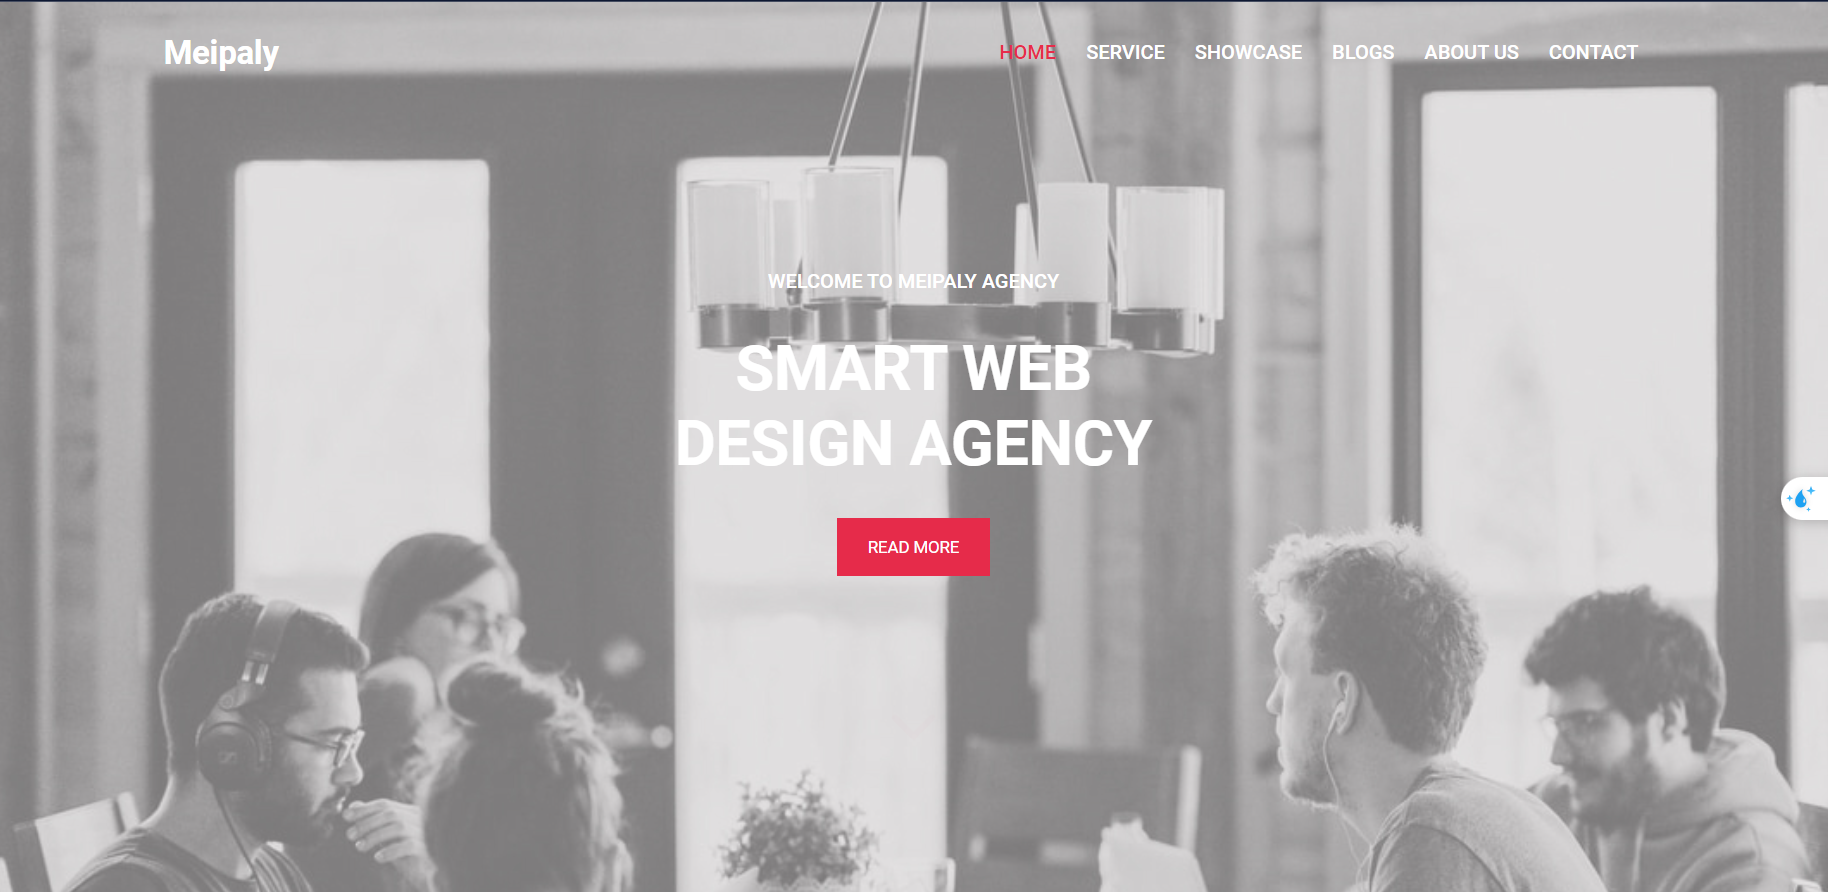 Meipaly
HOME SERVICE SHOWCASE BLOGS ABOUT US CONTACT
WELCOME TO MEIPALY AGENCY
SMART WEB
DESIGN AGENCY
READ MORE